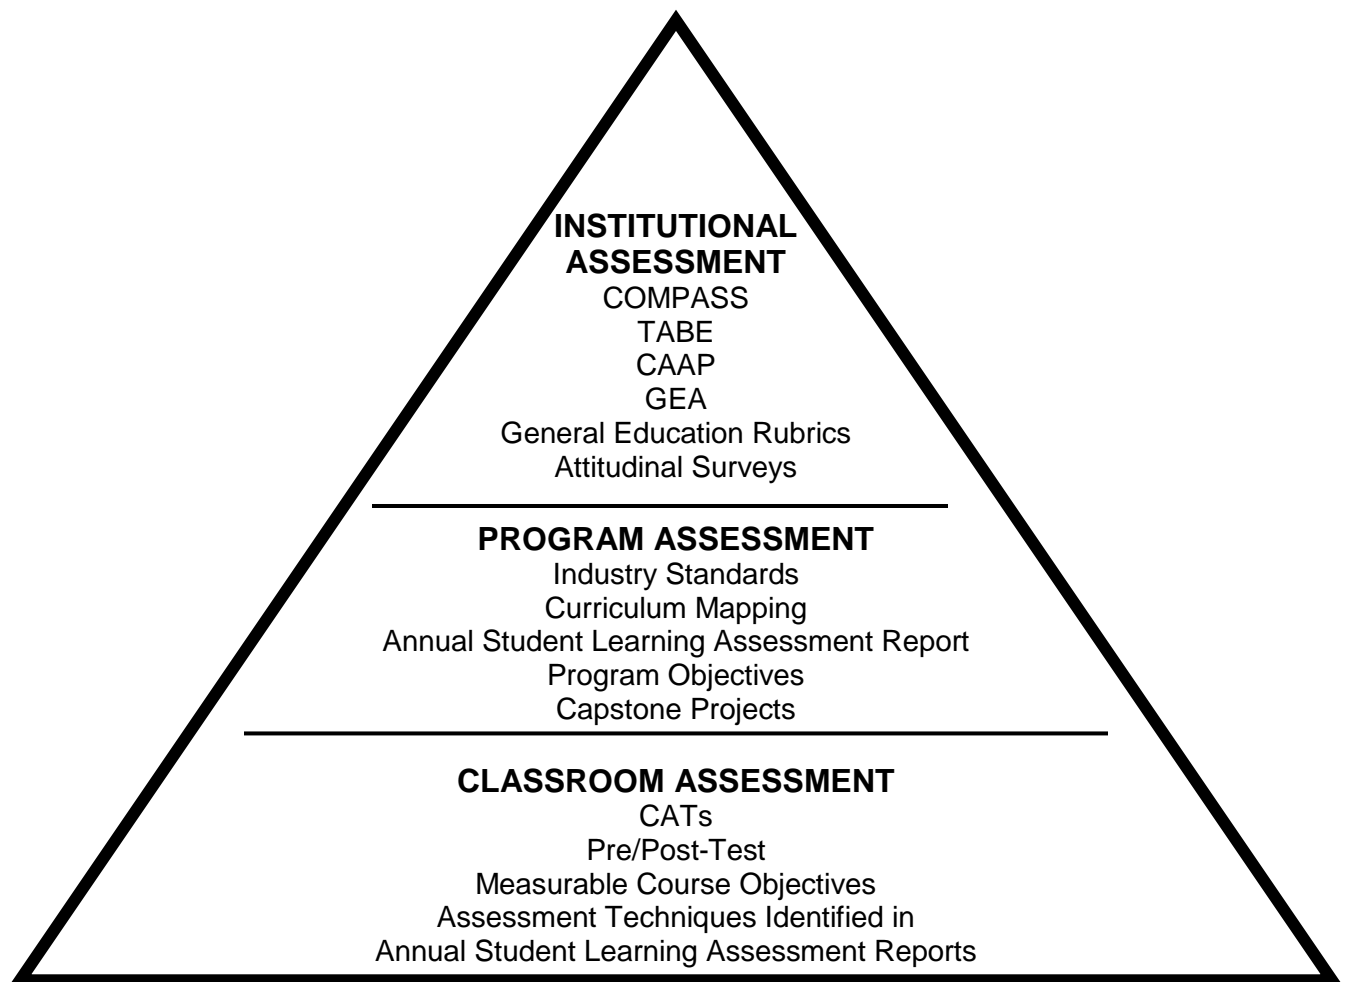 INSTITUTIONAL
ASSESSMENT
COMPASS
TABE
CAAP
GEA
General Education Rubrics
Attitudinal Surveys
PROGRAM ASSESSMENT
Industry Standards
Curriculum Mapping
Annual Student Learning Assessment Report
Program Objectives
Capstone Projects
CLASSROOM ASSESSMENT
CATs
Pre/Post-Test
Measurable Course Objectives
Assessment Techniques Identified in
Annual Student Learning Assessment Reports